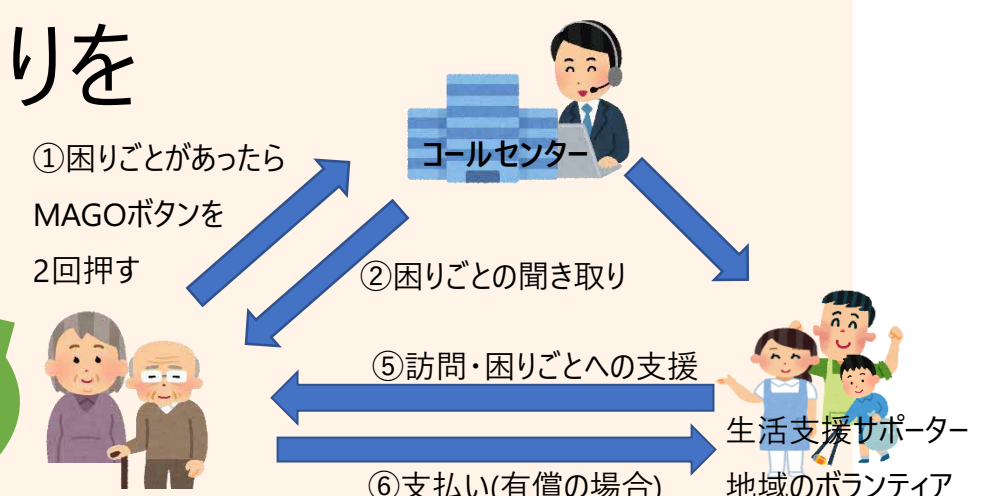 りを
コールセンター
①困りごとがあったら
MAGOボタンを
2回押す
②困りごとの聞き取り
⑤訪問・困りごとへの支援
生活支援サポーター
⑥支払い(有償の場合)
地域のボランティア